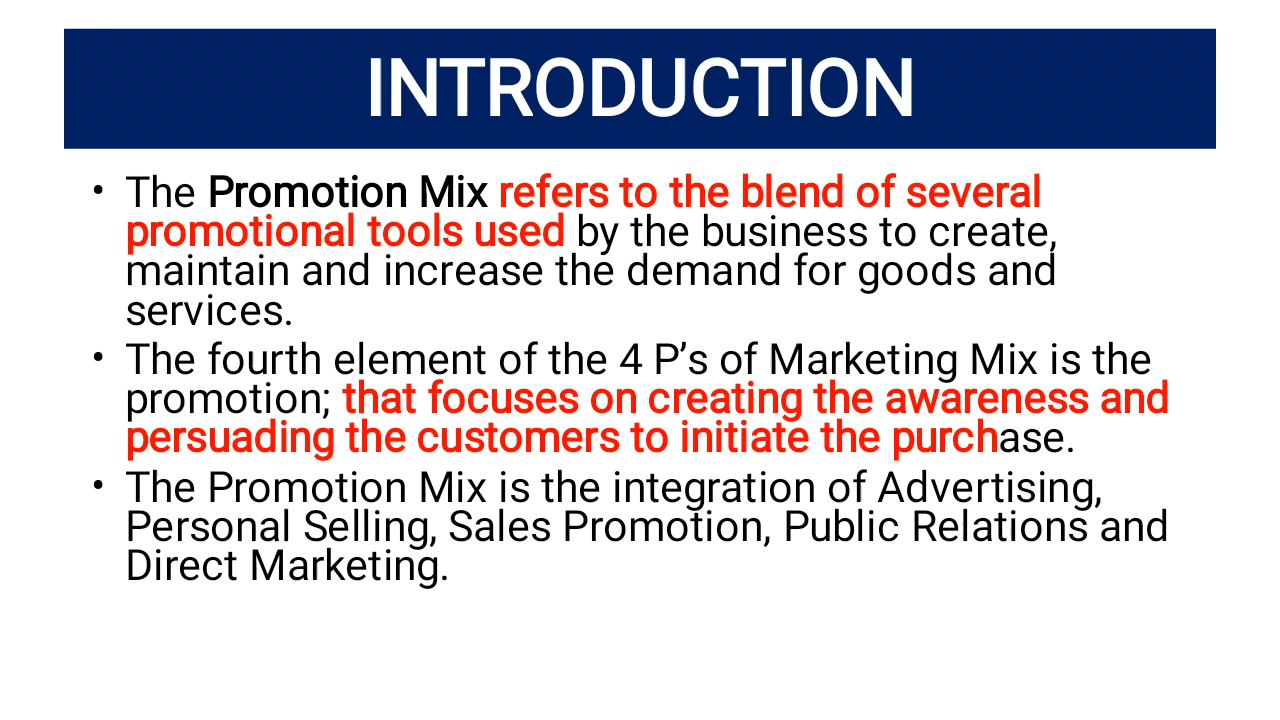 INTRODUCTION
• The Promotion Mix refers to the blend of several
promotional tools used by the business to create,
maintain and increase the demand for goods and
services.
• The fourth element of the 4 P’s of Marketing Mix is the
promotion; that focuses on creating the awareness and
persuading the customers to initiate the purchase.
• The Promotion Mix is the integration of Advertising,
Personal Selling, Sales Promotion, Public Relations and
Direct Marketing.